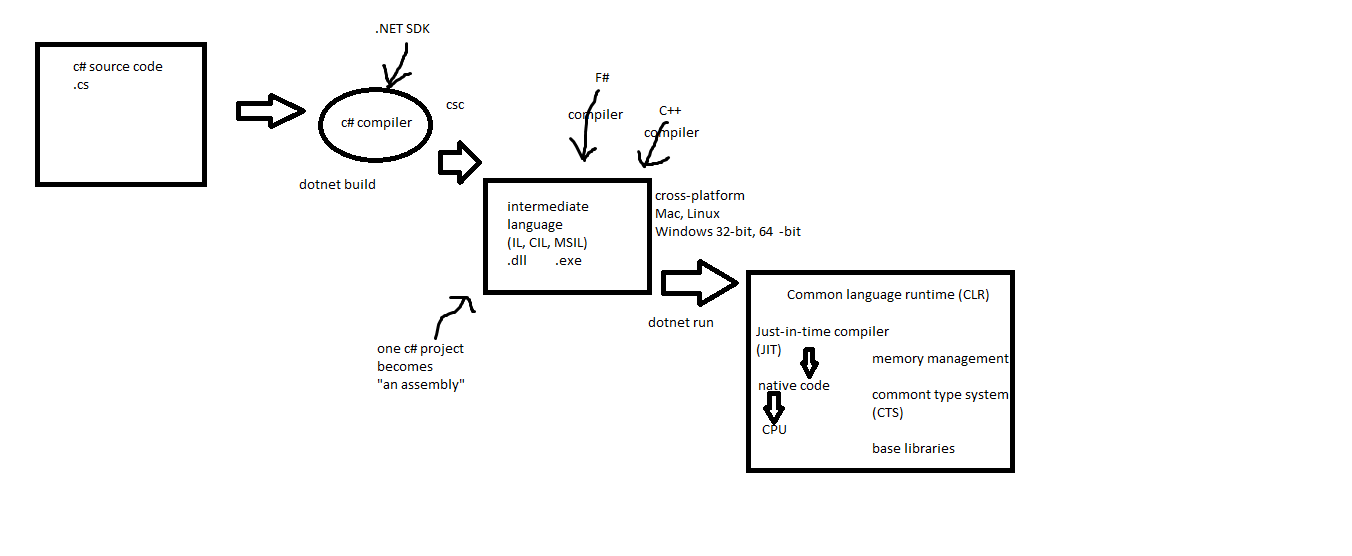 .NET SDK
c# source code
.cs
F#
csc
compiler
C++
c# compiler
compiler
dotnet build
cross-platform
Mac, Linux
Windows 32-bit, 64 -bit
intermediate
language
(IL, CIL, MSIL)
.dll .exe
dotnet run
one c# project
becomes
"an assembly"
Common language runtime (CLR)
Just-in-time compiler
(JIT)
native code
CPU
memory management
commont type system
(CTS)
base libraries